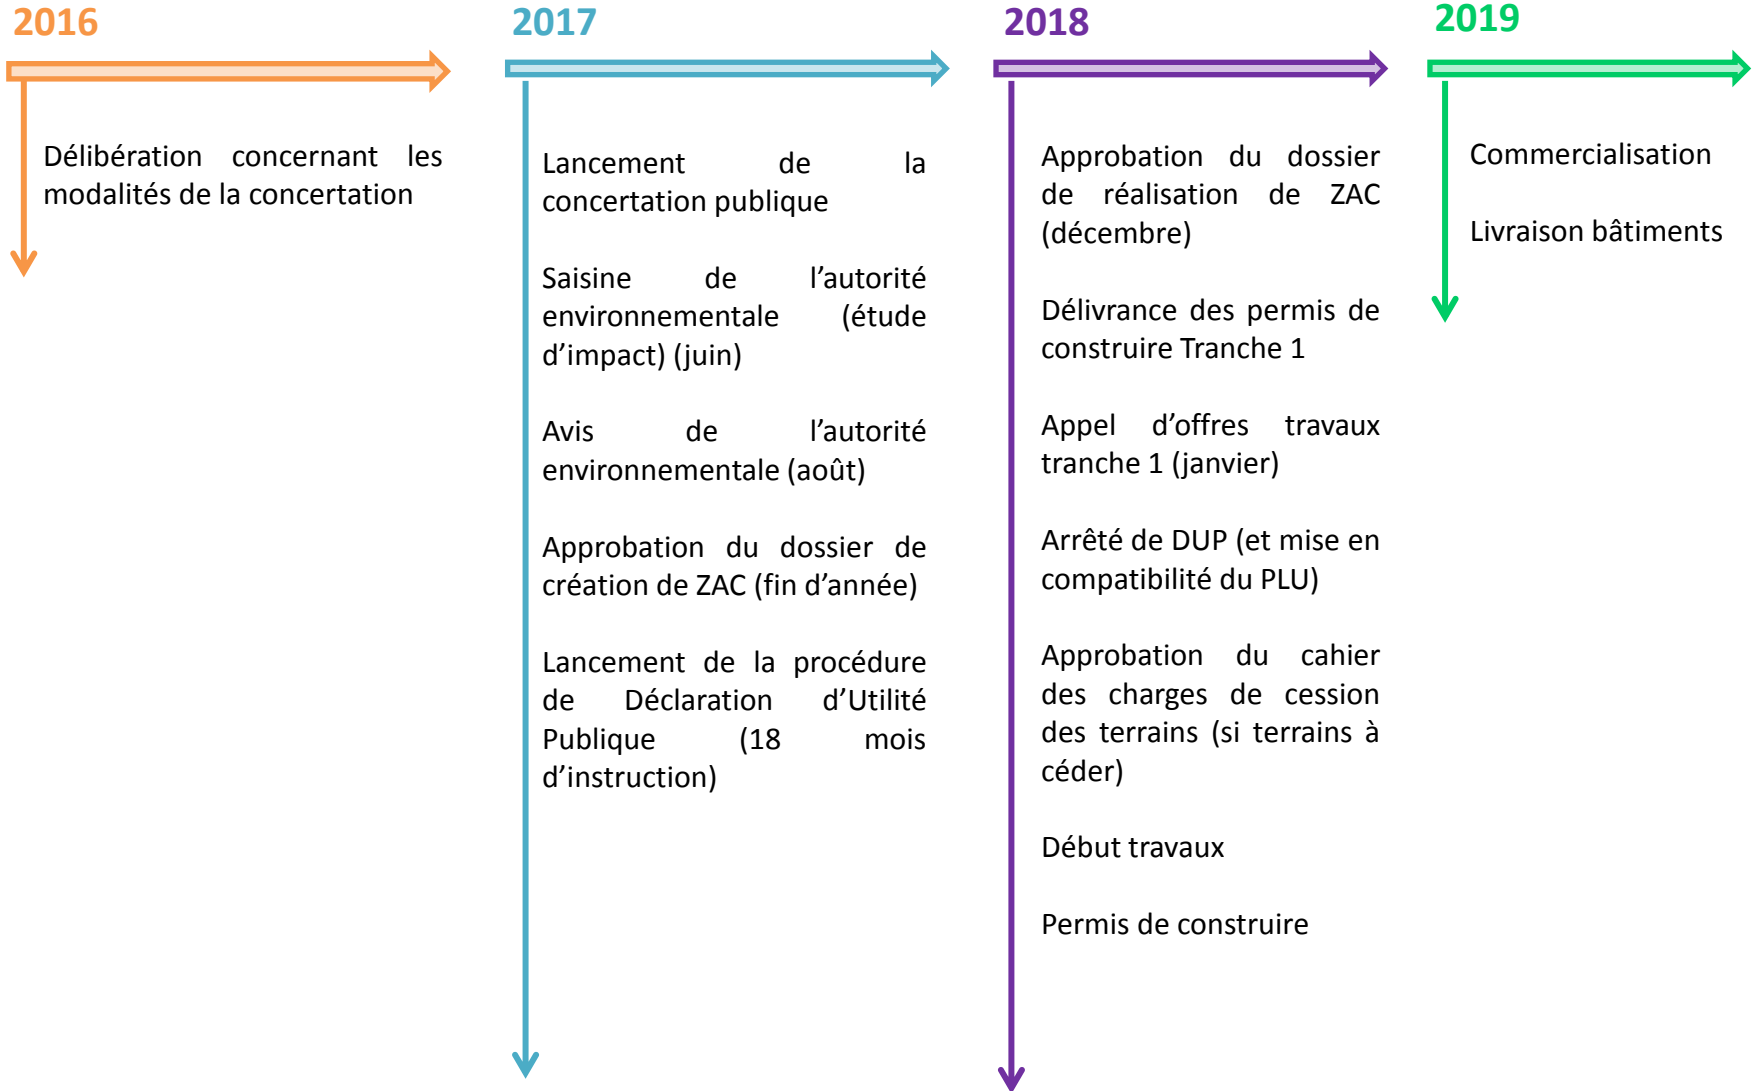 2016
Délibération concernant les
modalités de la concertation
2017
Lancement de la
concertation publique
Saisine de l’autorité
environnementale (étude
d’impact) (juin)
Avis de l’autorité
environnementale (août)
Approbation du dossier de
création de ZAC (fin d’année)
Lancement de la procédure
de Déclaration d’Utilité
Publique (18 mois
d’instruction)
2018
Approbation du dossier
de réalisation de ZAC
(décembre)
Délivrance des permis de
construire Tranche 1
Appel d’offres travaux
tranche 1 (janvier)
Arrêté de DUP (et mise en
compatibilité du PLU)
Approbation du cahier
des charges de cession
des terrains (si terrains à
céder)
Début travaux
Permis de construire
2019
Commercialisation
Livraison bâtiments